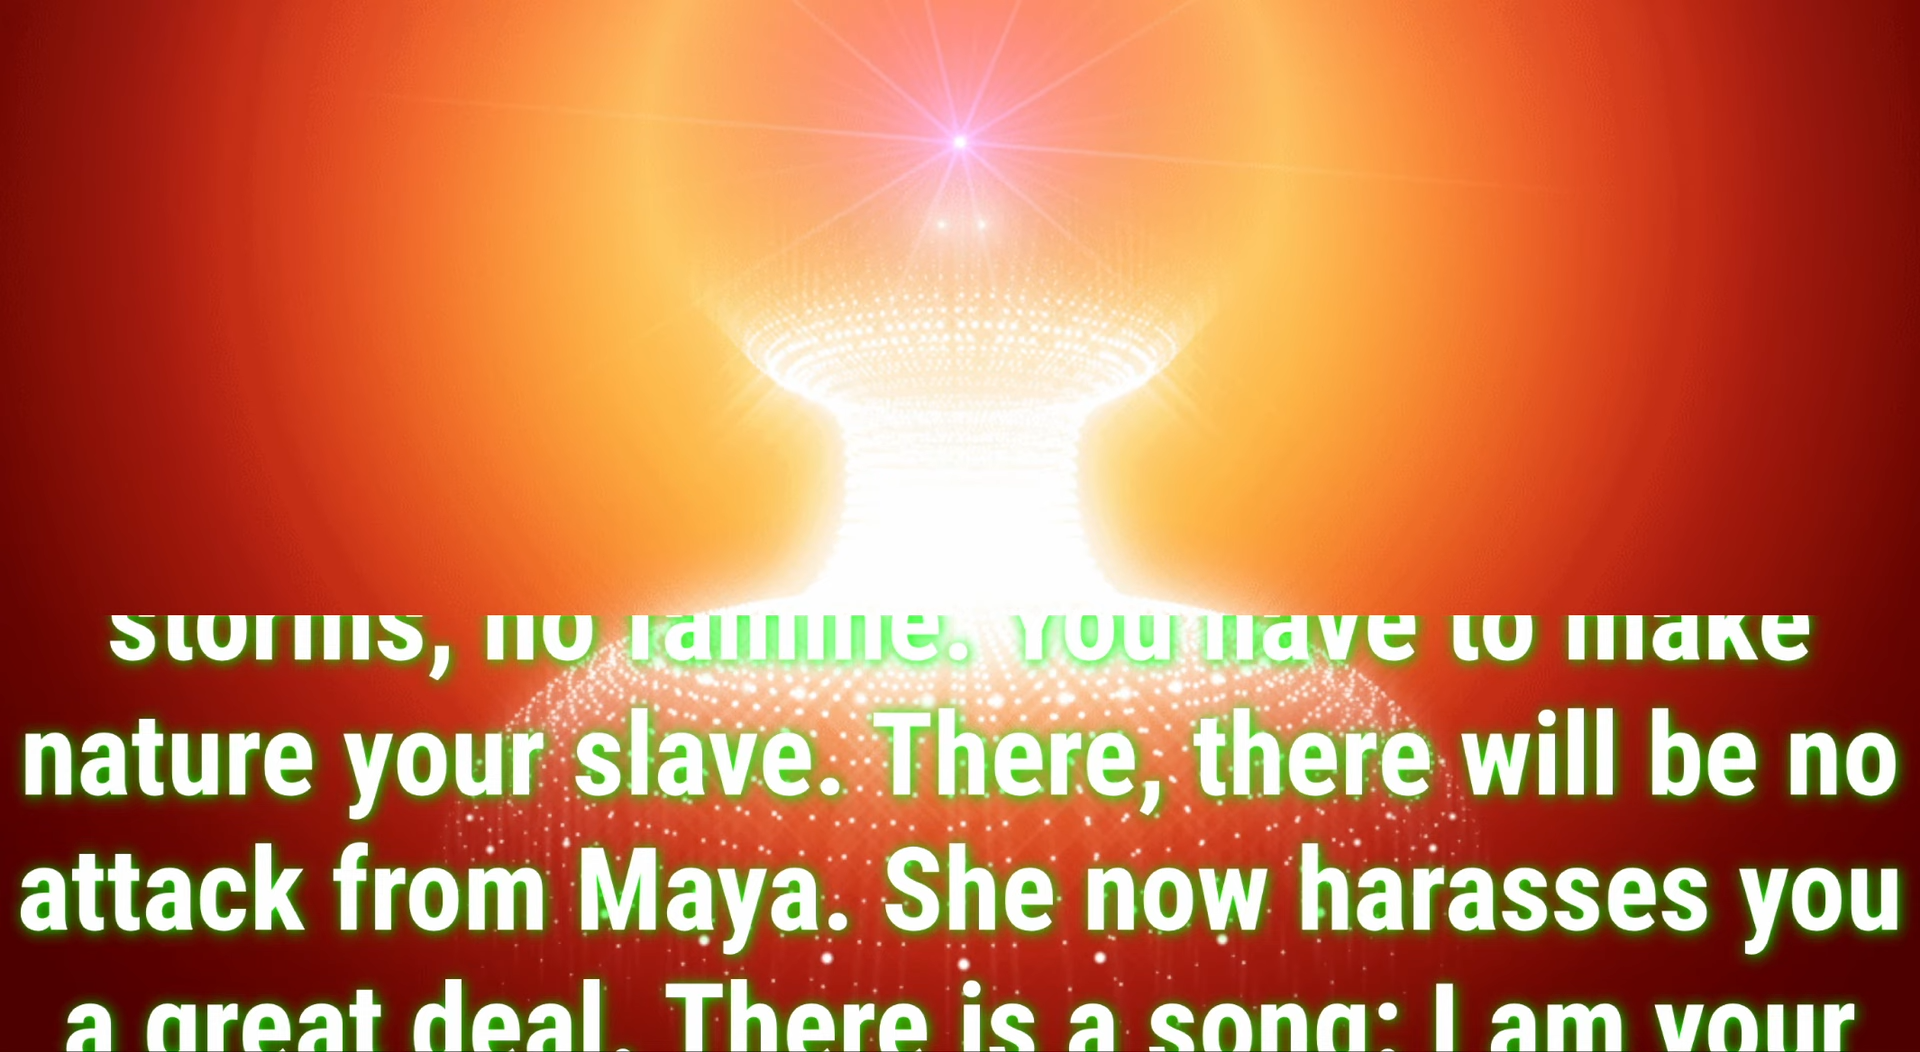 storms, no famine. You have to make
nature your slave. There, there will be no
attack from Maya. She now harasses you
a great deal. There is a song: I am your